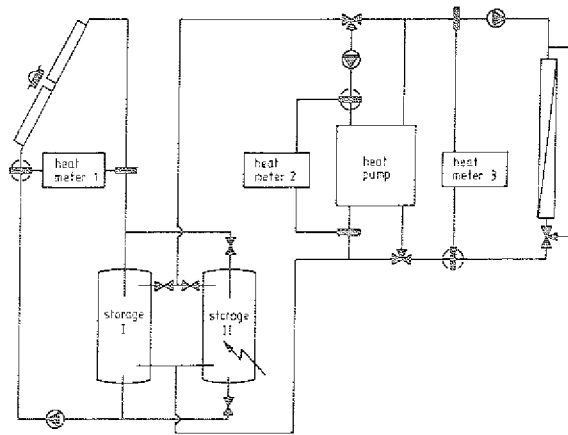 heat
meter 1
heat
meter 2
heat
pump
heat
meter 3
storage
I
storage
II